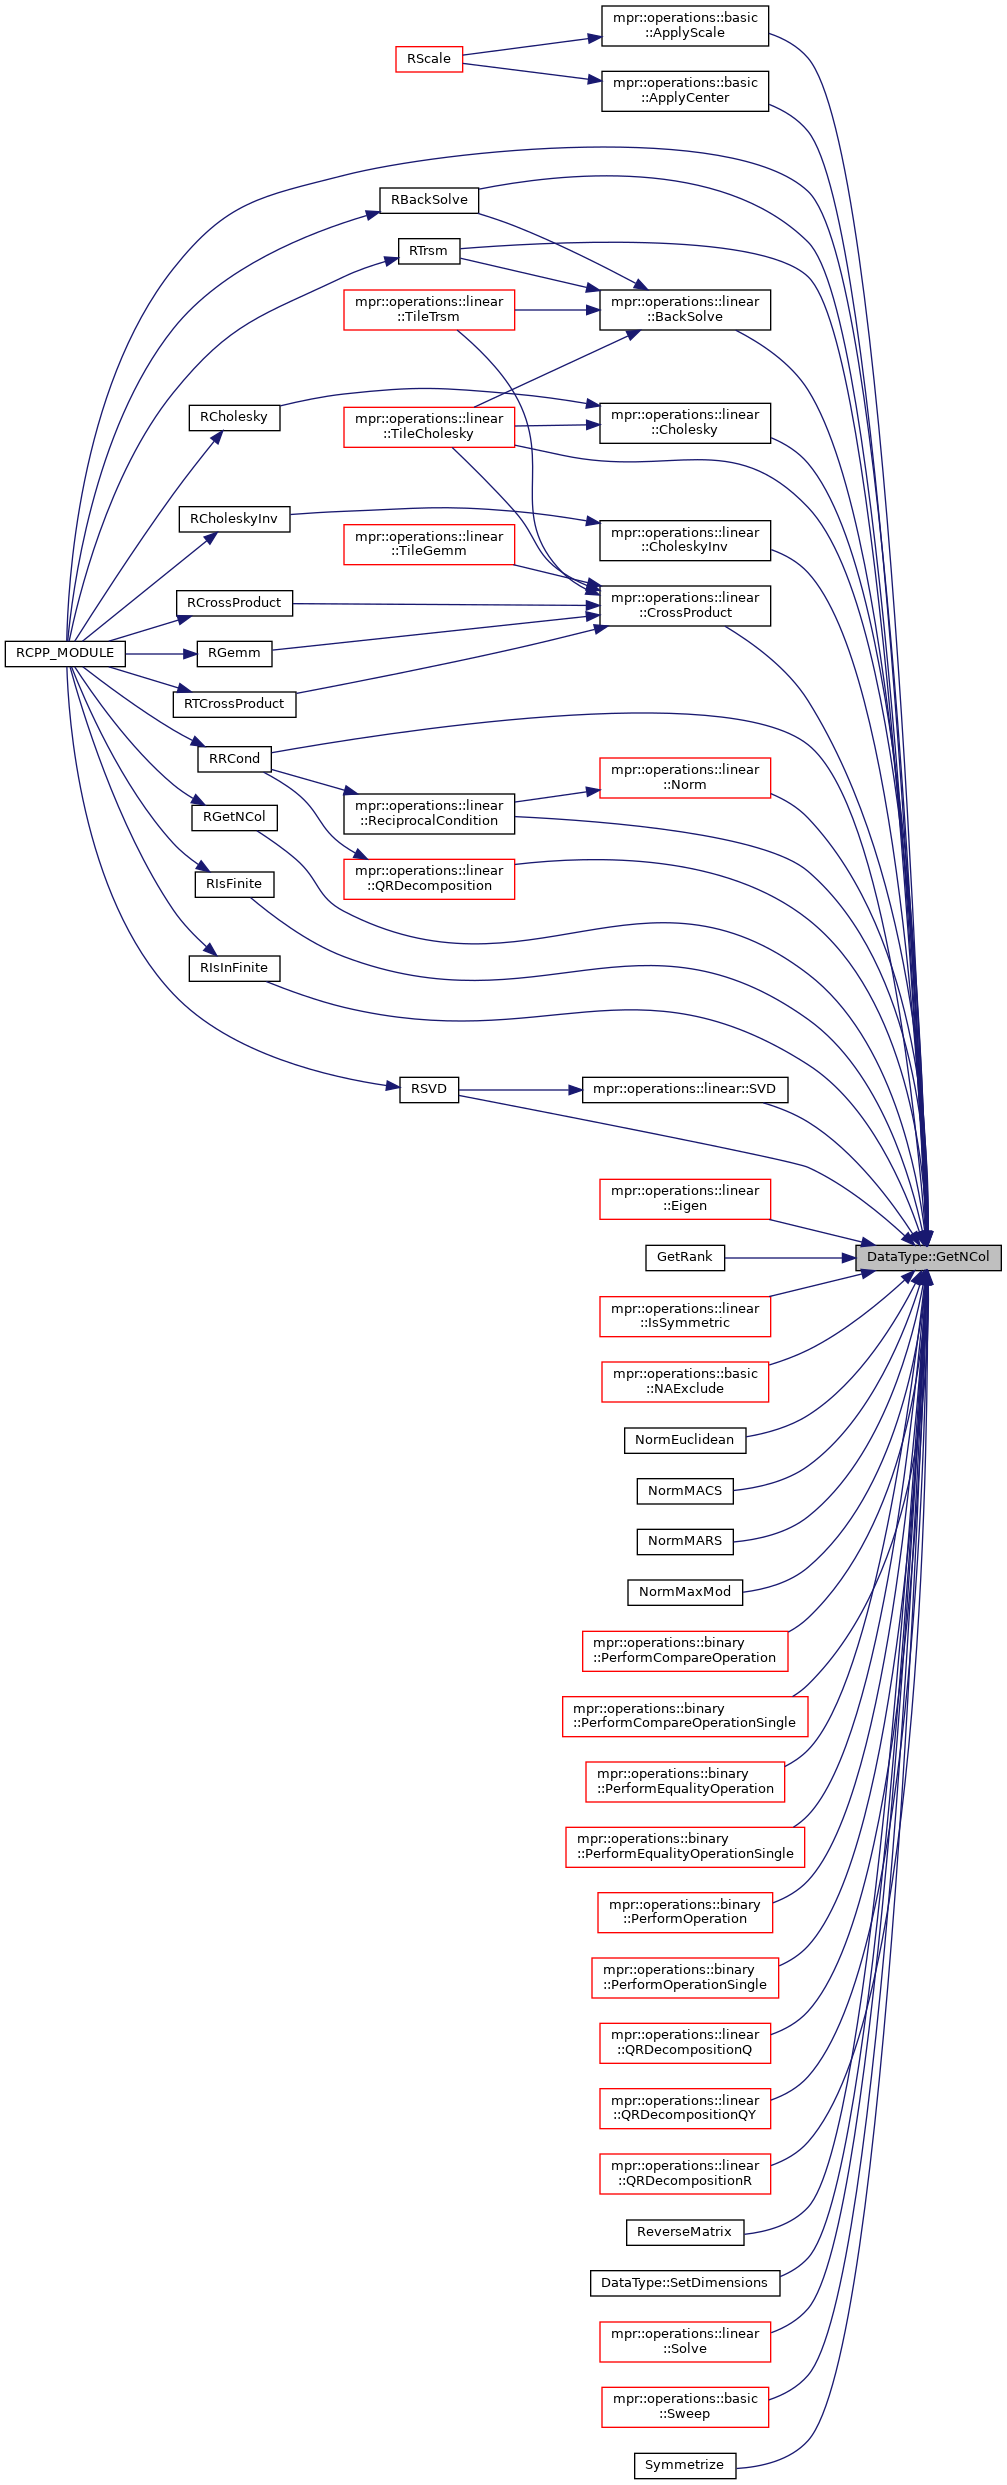 mpr::operations::basic
::ApplyScale
RScale
mpr::operations::basic
::ApplyCenter
RBackSolve
RTrsm
mpr::operations::linear
::TileTrsm
mpr::operations::linear
::BackSolve
RCholesky
mpr::operations::linear
::TileCholesky
mpr::operations::linear
::Cholesky
RCholeskyInv
mpr::operations::linear
::TileGemm
mpr::operations::linear
::CholeskyInv
RCrossProduct
mpr::operations::linear
::CrossProduct
RCPP_MODULE
RGemm
RTCrossProduct
RRCond
mpr::operations::linear
::Norm
RGetNCol
mpr::operations::linear
::ReciprocalCondition
RIsFinite
mpr::operations::linear
::QRDecomposition
RIsInFinite
RSVD
mpr::operations::linear::SVD
mpr::operations::linear
::Eigen
GetRank
DataType::GetNCol
mpr::operations::linear
::IsSymmetric
mpr::operations::basic
::NAExclude
NormEuclidean
NormMACS
NormMARS
NormMaxMod
mpr::operations::binary
::PerformCompareOperation
mpr::operations::binary
::PerformCompareOperationSingle
mpr::operations::binary
::PerformEqualityOperation
mpr::operations::binary
::PerformEqualityOperationSingle
mpr::operations::binary
::PerformOperation
mpr::operations::binary
::PerformOperationSingle
mpr::operations::linear
::QRDecompositionQ
mpr::operations::linear
::QRDecompositionQY
mpr::operations::linear
::QRDecompositionR
ReverseMatrix
DataType::SetDimensions
mpr::operations::linear
::Solve
mpr::operations::basic
::Sweep
Symmetrize